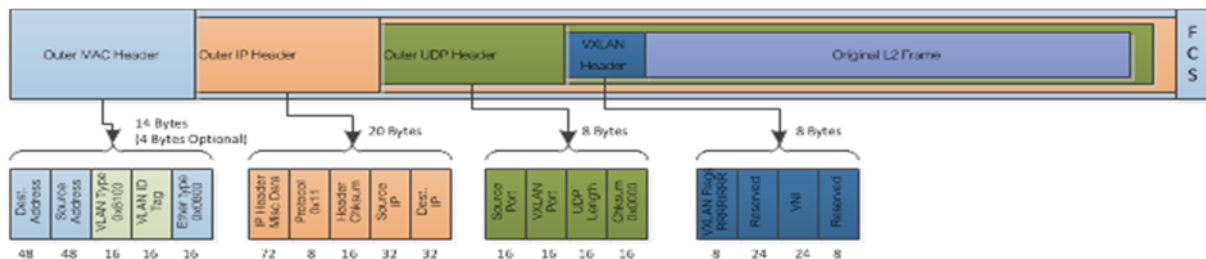 Outer MAC Header
Outer IP Header
Outer UDP Header
VXLAN
Header
Original L2 Frame
F
C
S
14 Bytes
(4 Bytes Optional)
20 Bytes
8 Bytes
8 Bytes
Dest.
Address
Source
Address
VLAN Type
0x8100
VLAN ID
Tag
Ether type
0x0800
IP Header
Misc Data
Protocol
0x11
Header
Chksum
Source
IP
Dest.
IP
Source
Port
VXLAN
Port
UDP
Length
Chksum
0x0000
VXLAN Flags
RRRRIRRR
Reserved
VNI
Reserved
48 48 16 16 16
72 8 16 32 32
16 16 16 16
8 24 24 8